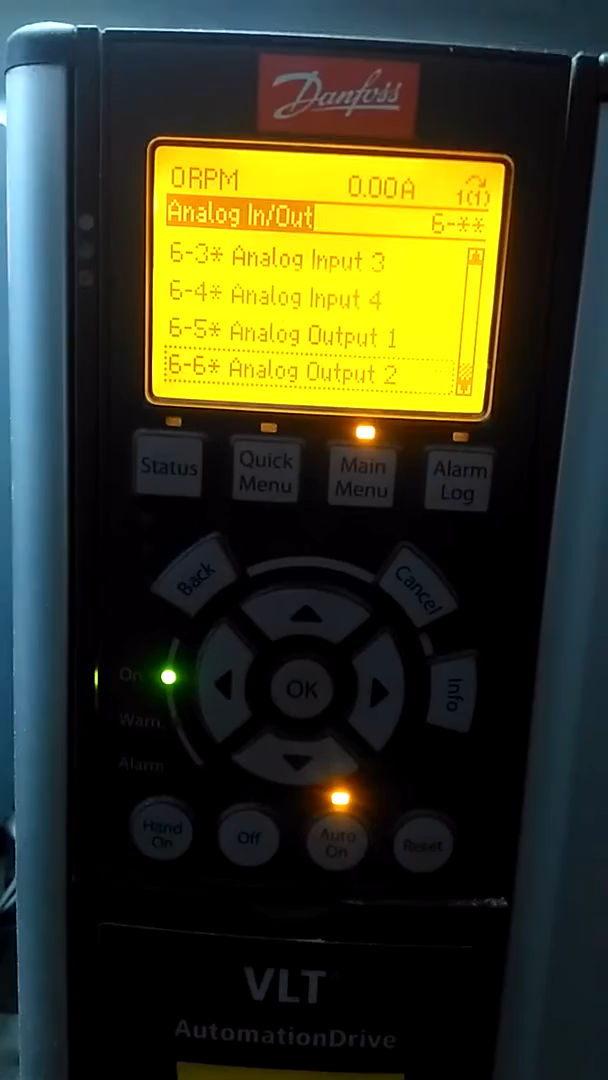 Danfoss
0RPM 0.00A 1(1)
Analog In/Out 6-**
6-3* Analog Input 3
6-4* Analog Input 4
6-5* Analog Output 1
6-6* Analog Output 2
Status Quick Menu Main Menu Alarm Log
Back Cancel
OK Info
On
Warn.
Alarm
Hand On Off Auto On Reset
VLT
AutomationDrive